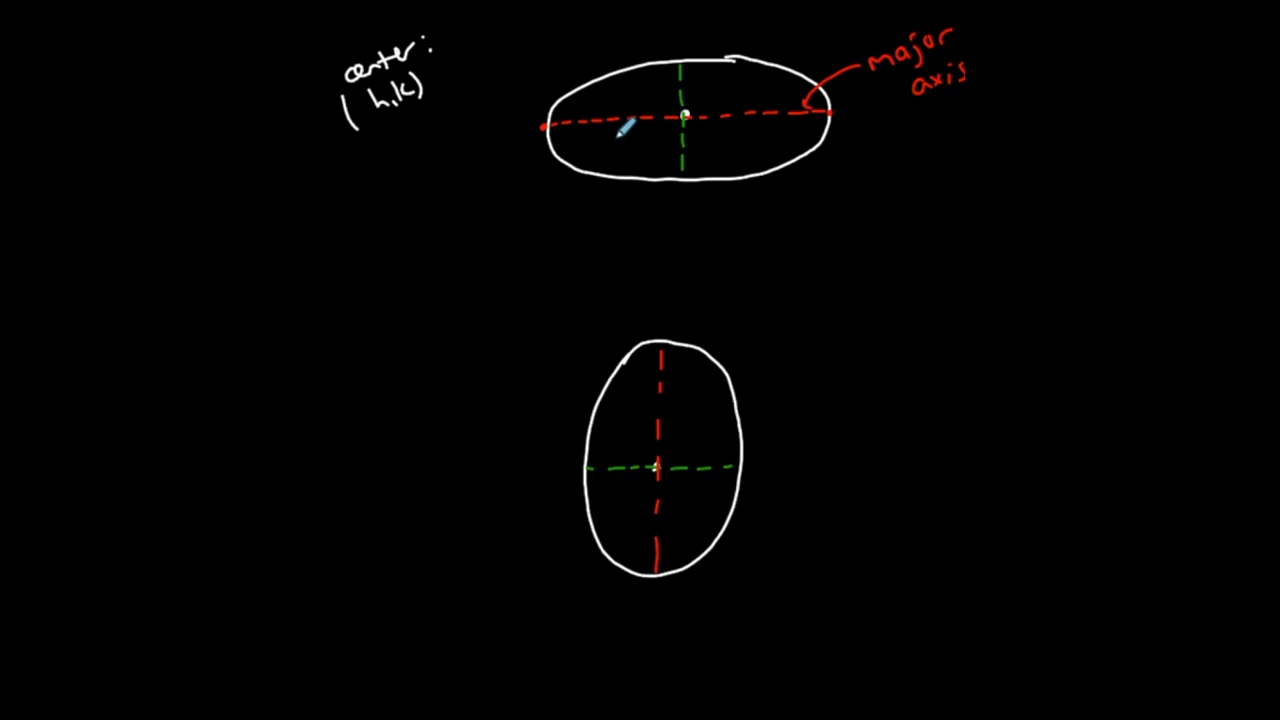 center:
(h,k)
major
axis